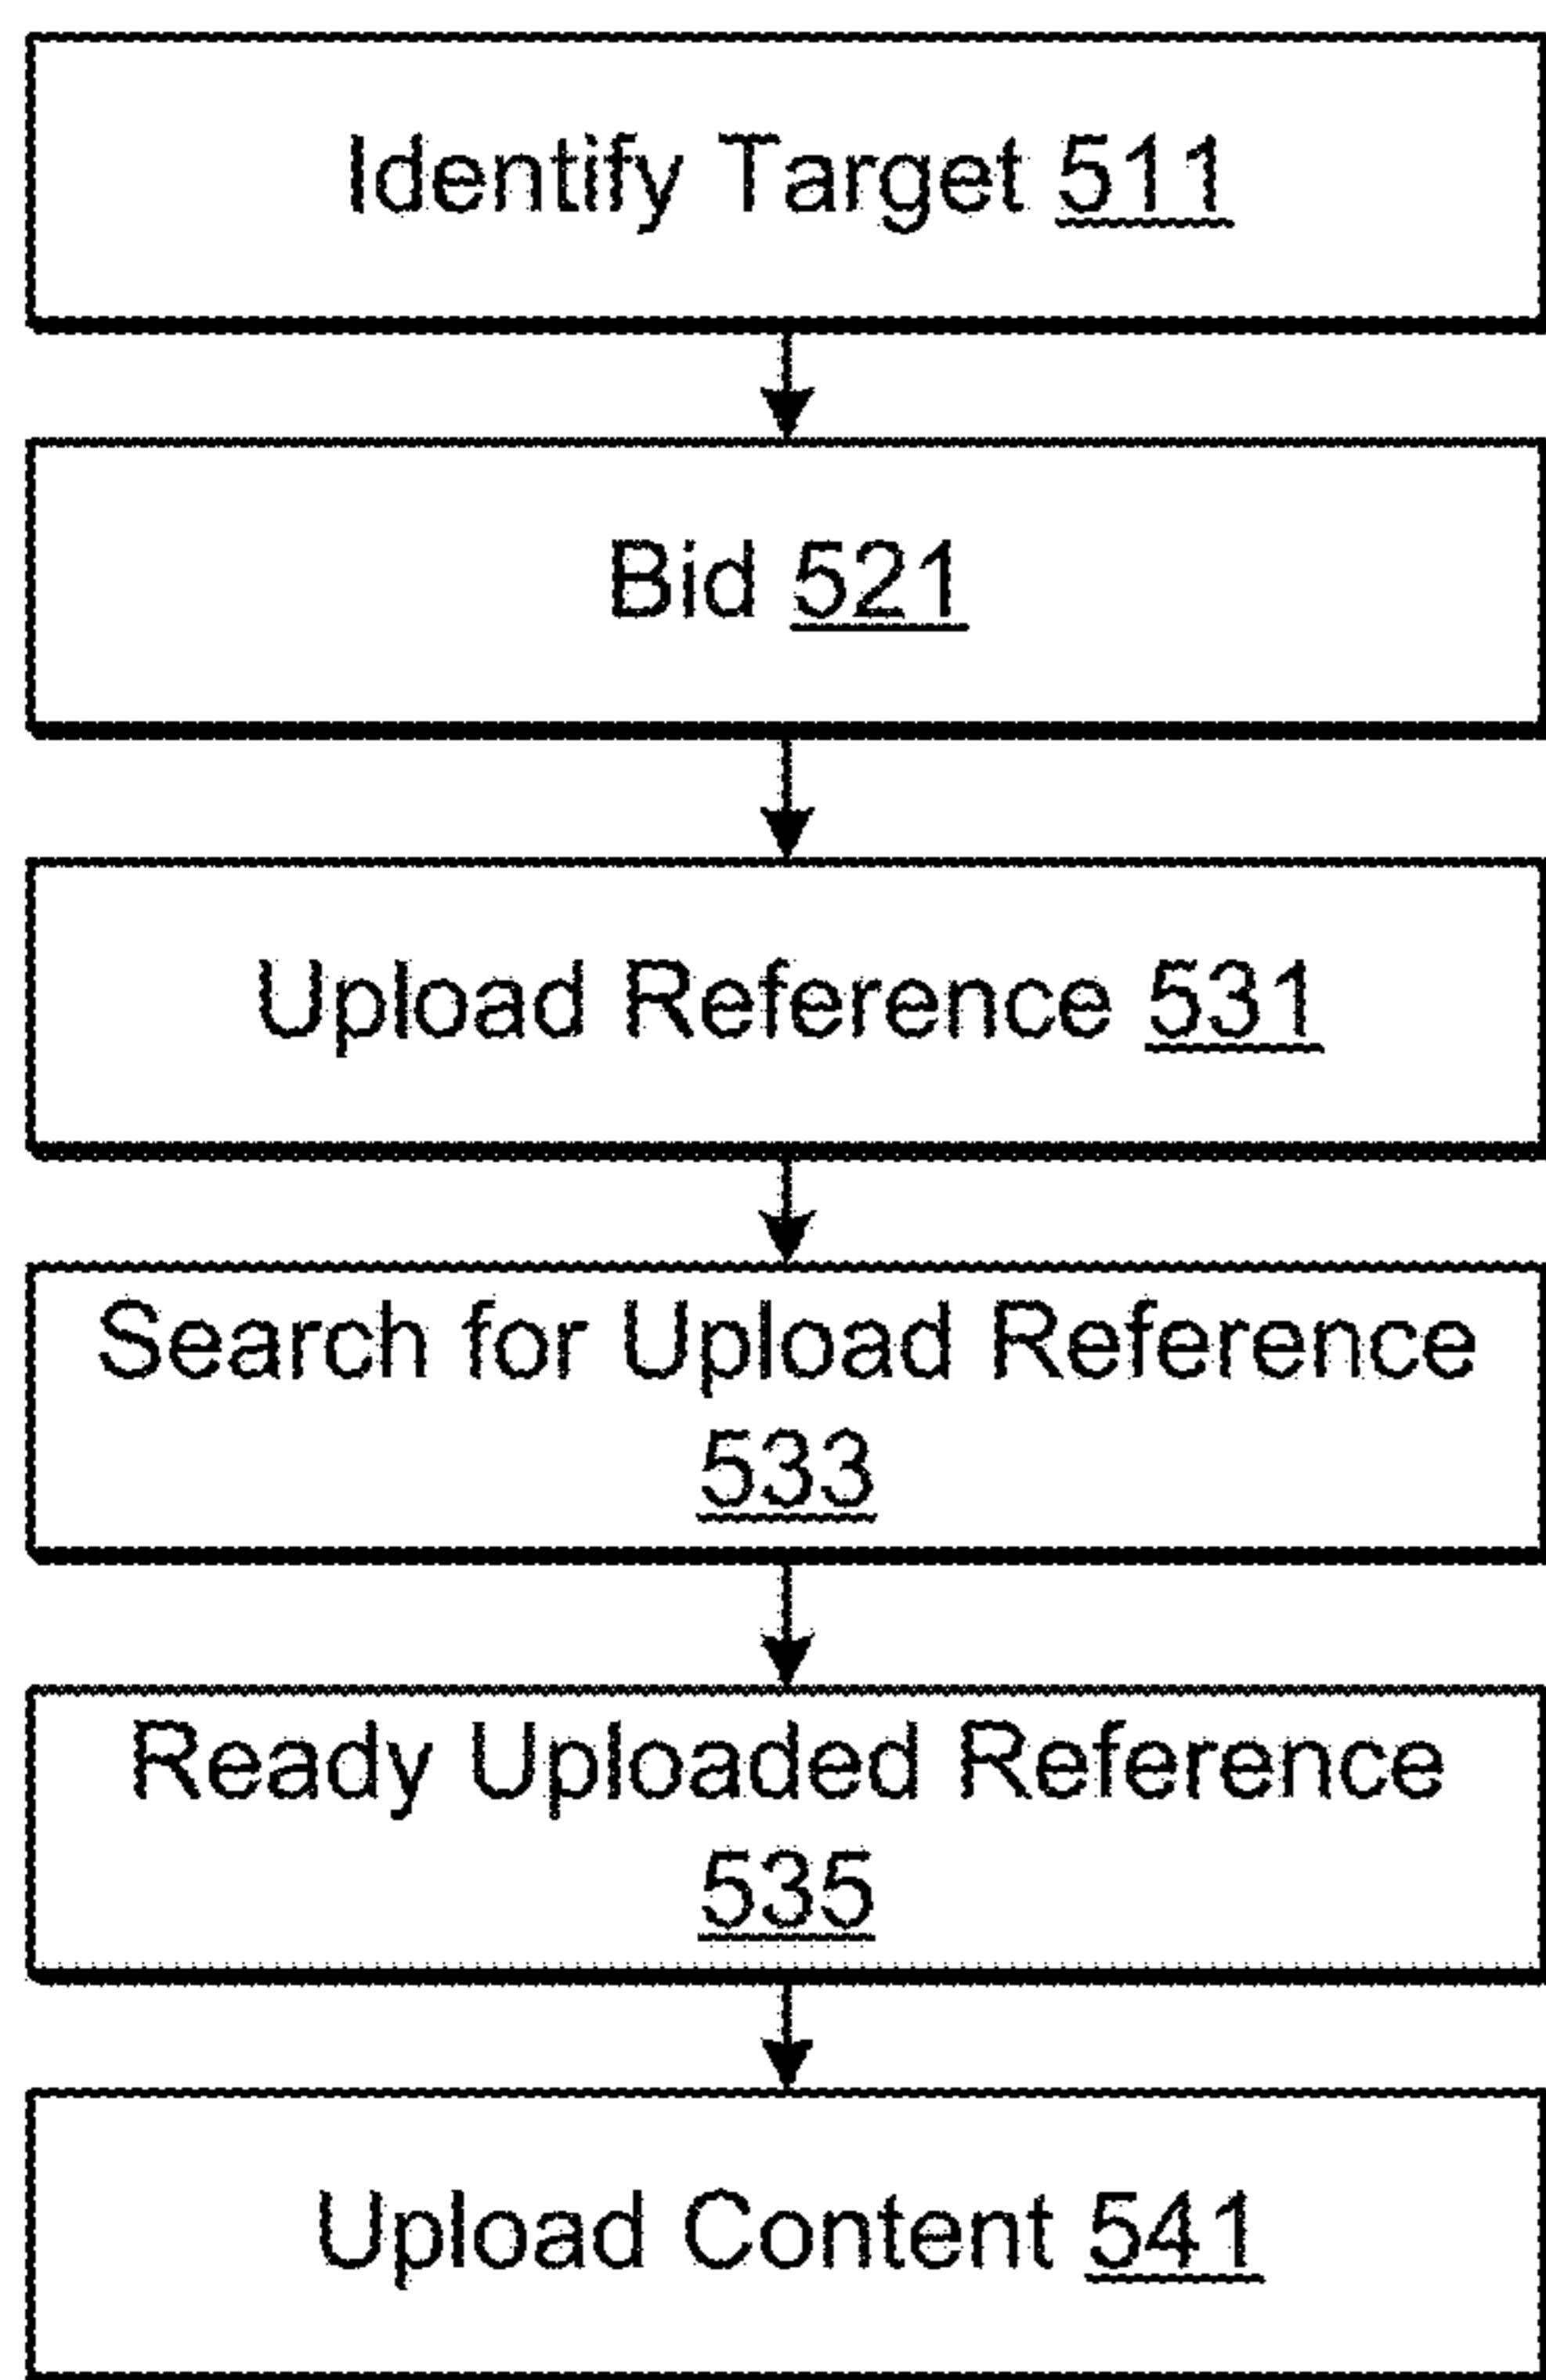 Identify Target 511
Bid 521
Upload Reference 531
Search for Upload Reference
533
Ready Uploaded Reference
535
Upload Content 541